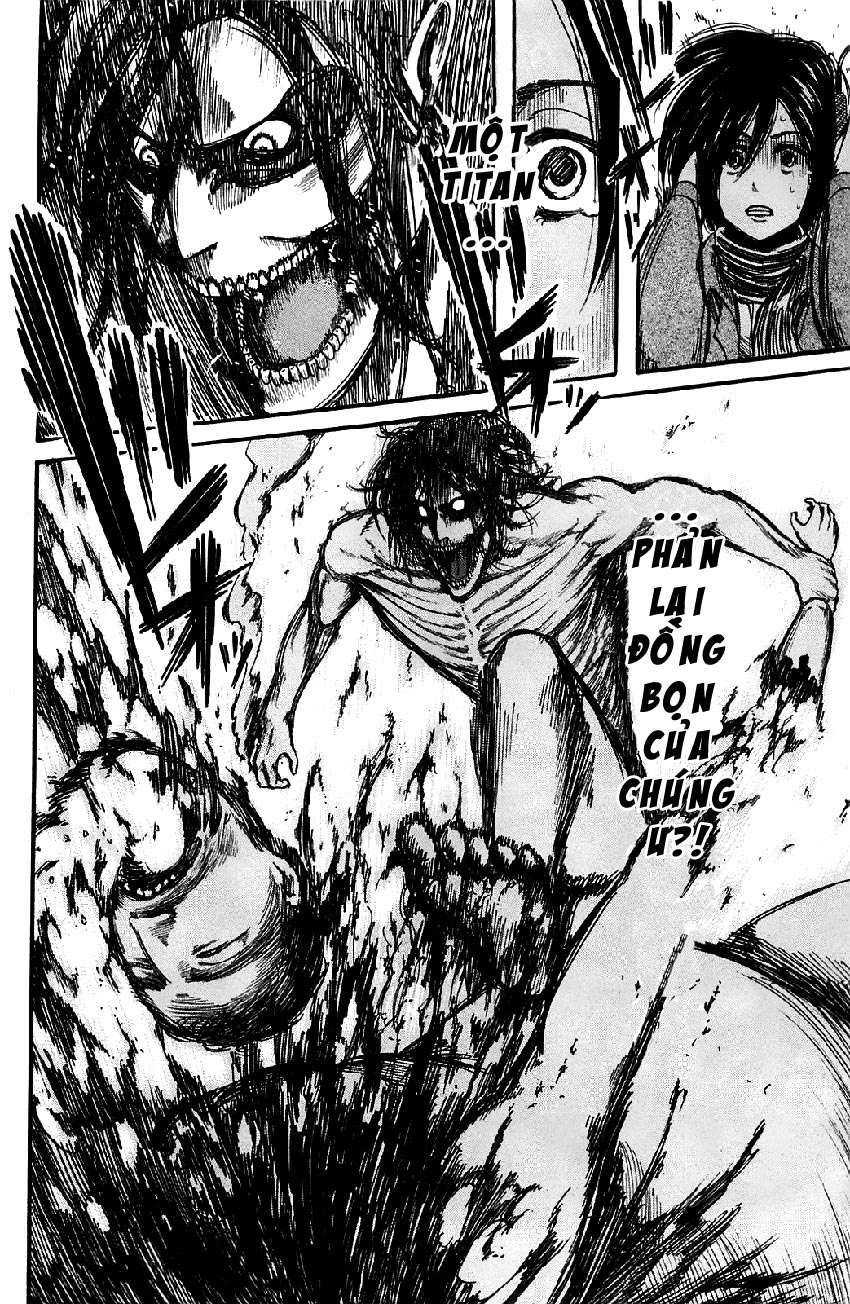 MỘT
TITAN
...
...
PHẢN
LẠI
ĐỒNG
BỌN
CỦA
CHÚNG
Ư?!